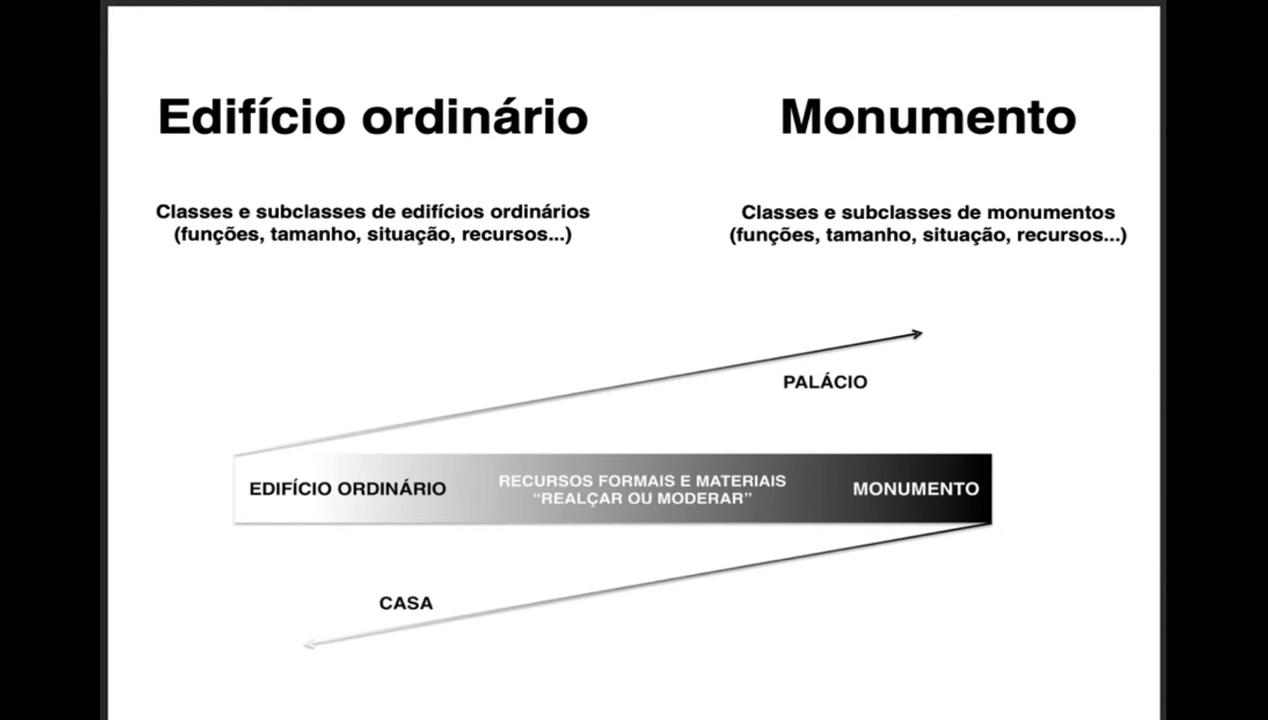 Edifício ordinário
Monumento
Classes e subclasses de edifícios ordinários
(funções, tamanho, situação, recursos...)
Classes e subclasses de monumentos
(funções, tamanho, situação, recursos...)
PALÁCIO
EDIFÍCIO ORDINÁRIO
RECURSOS FORMAIS E MATERIAIS
“REALÇAR OU MODERAR”
MONUMENTO
CASA